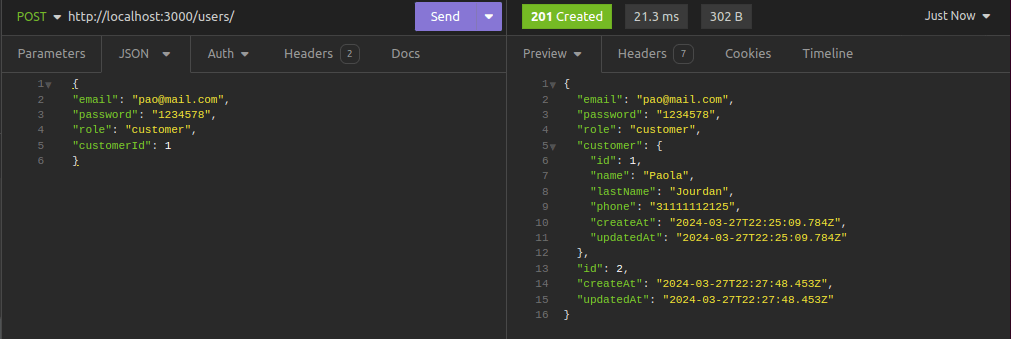 POST http://localhost:3000/users/ Send
201 Created 21.3 ms 302 B Just Now
Parameters JSON Auth Headers 2 Docs
Preview Headers 7 Cookies Timeline
1 {
2 "email": "pao@mail.com",
3 "password": "1234578",
4 "role": "customer",
5 "customerId": 1
6 }
1 {
2 "email": "pao@mail.com",
3 "password": "1234578",
4 "role": "customer",
5 "customer": {
6 "id": 1,
7 "name": "Paola",
8 "lastName": "Jourdan",
9 "phone": "31111112125",
10 "createAt": "2024-03-27T22:25:09.784Z",
11 "updatedAt": "2024-03-27T22:25:09.784Z"
12 },
13 "id": 2,
14 "createAt": "2024-03-27T22:27:48.453Z",
15 "updatedAt": "2024-03-27T22:27:48.453Z"
16 }